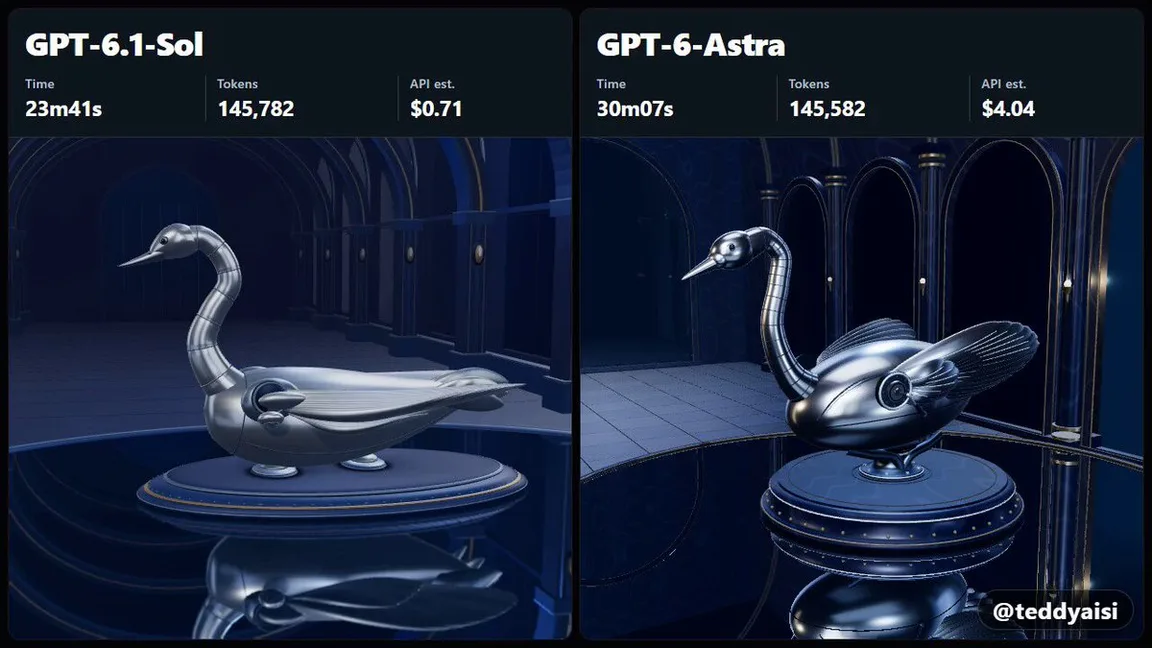 GPT-6.1-Sol
Time Tokens API est.
23m41s 145,782 $0.71
GPT-6-Astra
Time Tokens API est.
30m07s 145,582 $4.04
@teddyaisi